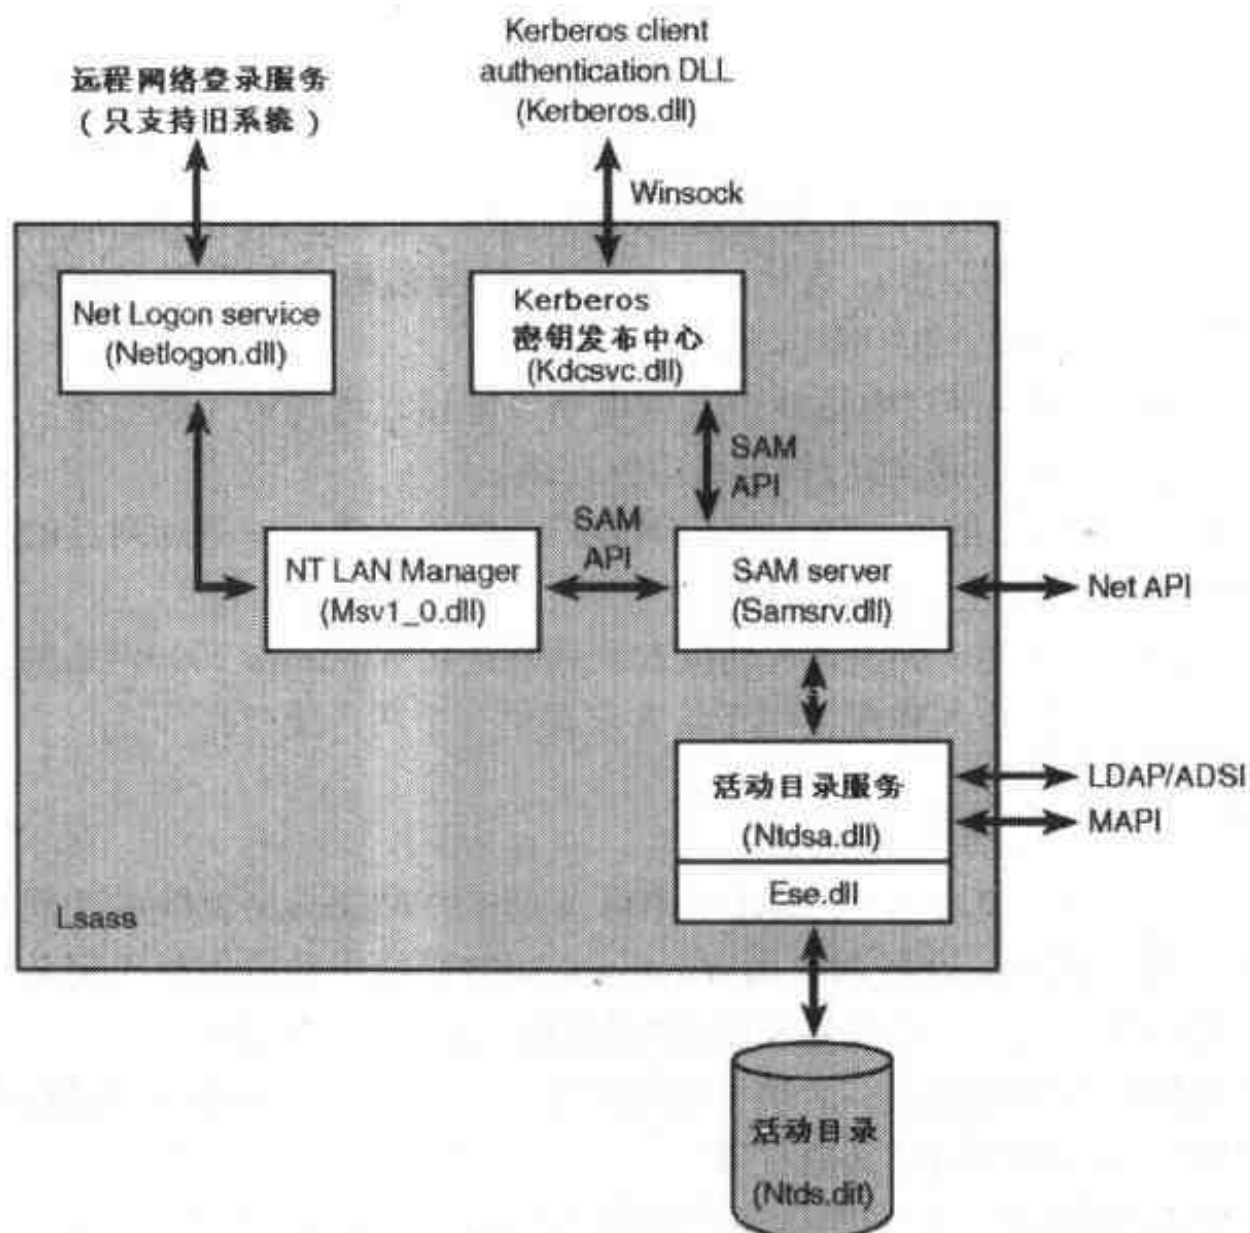 Kerberos client
authentication DLL
(Kerberos.dll)
远程网络登录服务
(只支持旧系统)
Winsock
Net Logon service
(Netlogon.dll)
Kerberos
密钥发布中心
(Kdcsvc.dll)
SAM
API
SAM
API
NT LAN Manager
(Msv1_0.dll)
SAM server
(Samsrv.dll)
Net API
活动目录服务
(Ntdsa.dll)
LDAP/ADSI
MAPI
Ese.dll
Lsass
活动目录
(Ntds.dit)